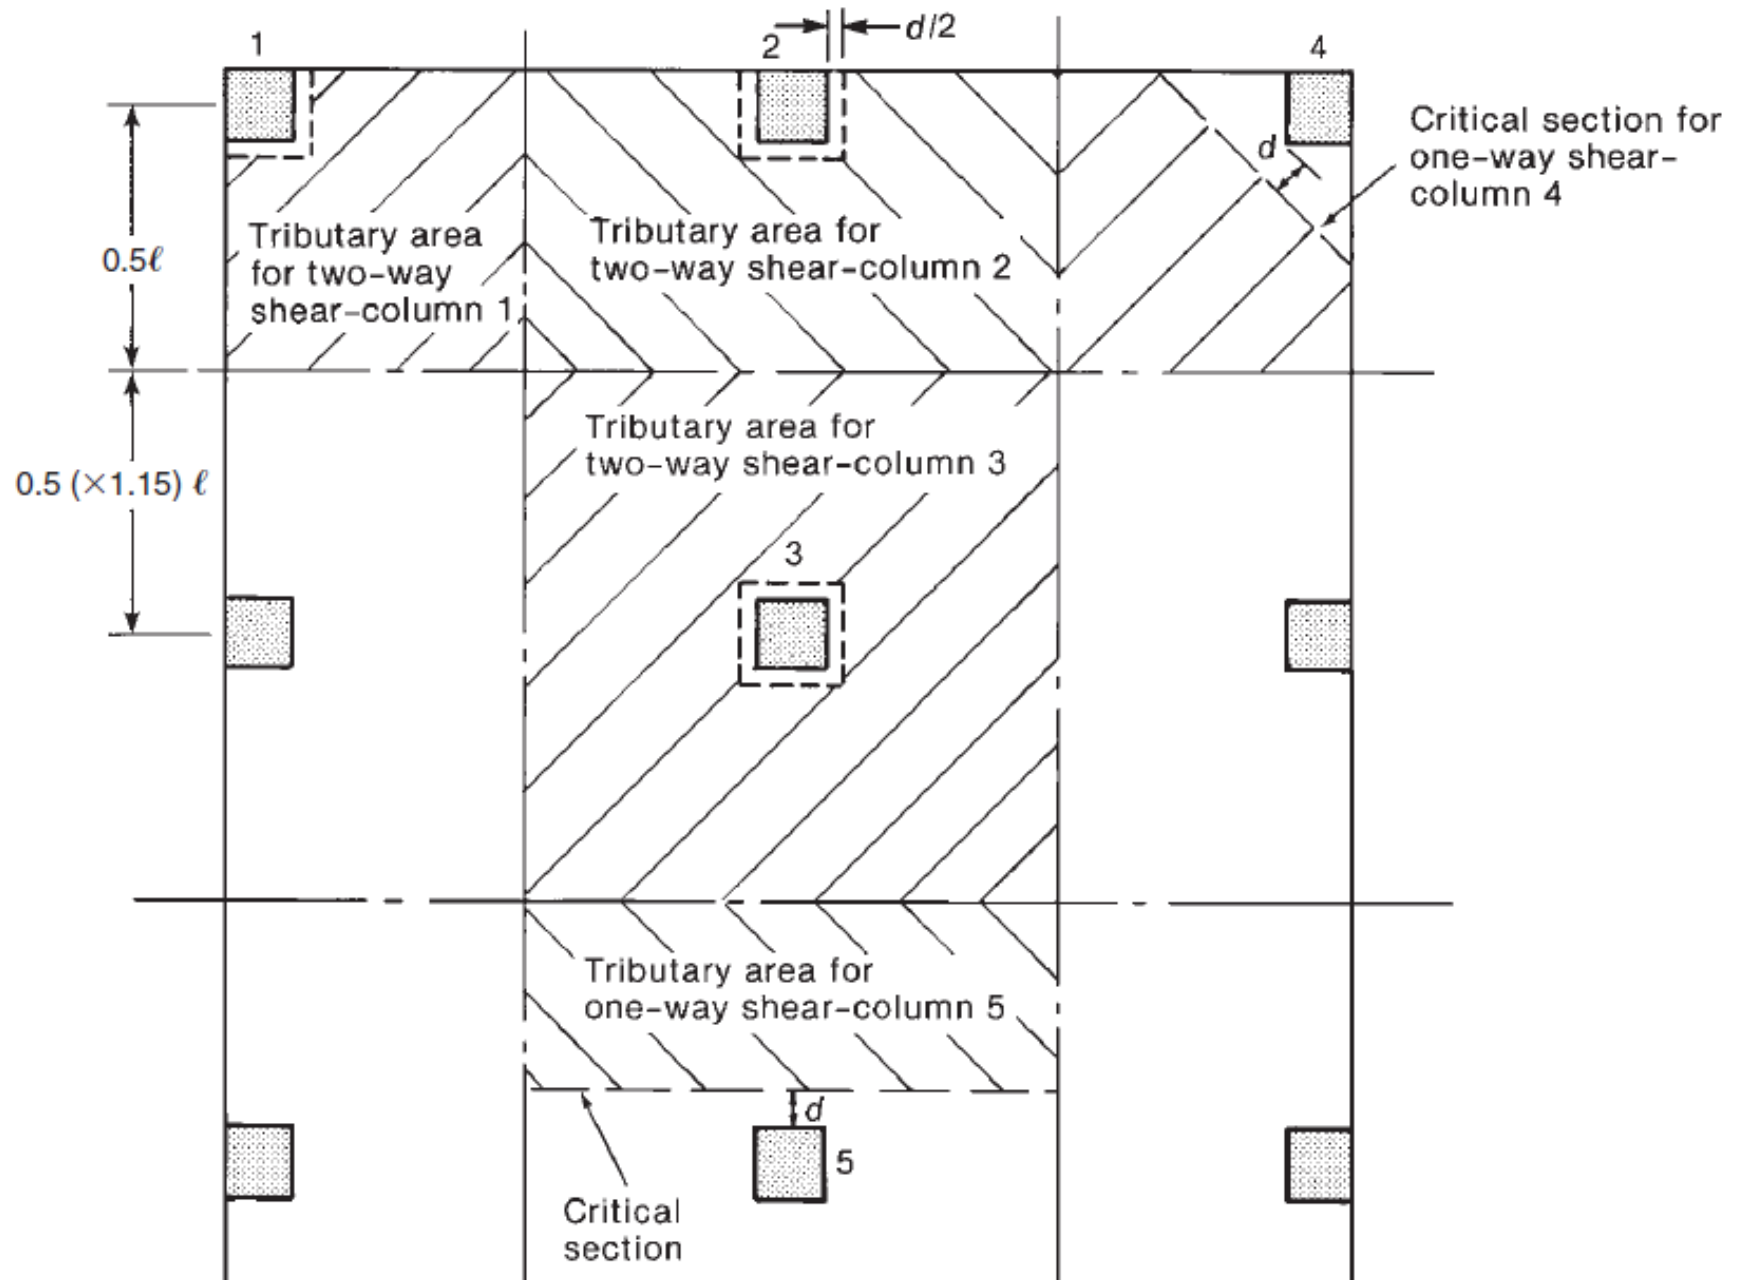 1
2
d/2
4
Critical section for
one-way shear-
column 4
d
Tributary area
for two-way
shear-column 1
Tributary area for
two-way shear-column 2
0.5ℓ
Tributary area for
two-way shear-column 3
0.5 (×1.15) ℓ
3
Tributary area for
one-way shear-column 5
d
5
Critical
section